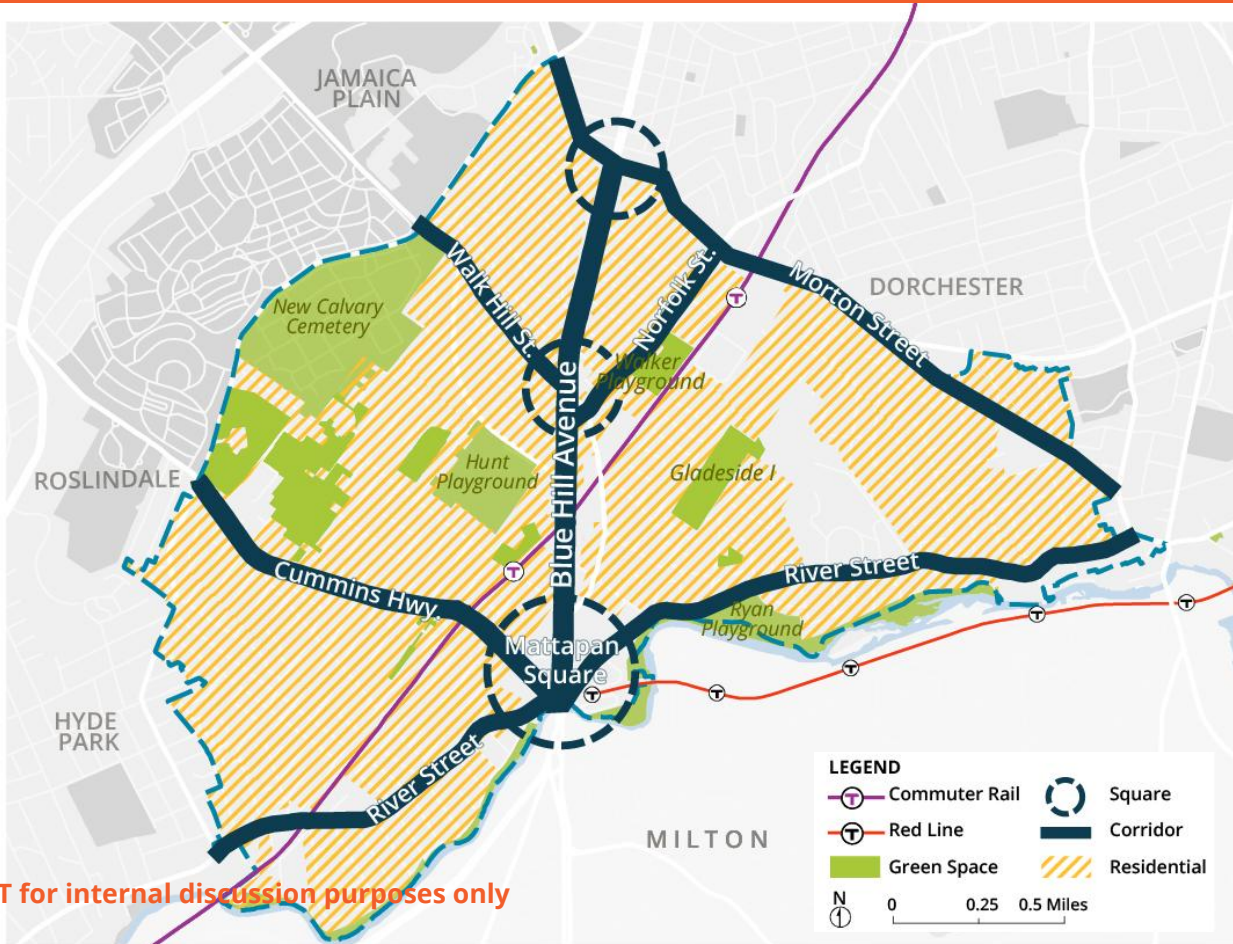 JAMAICA
PLAIN
Walk Hill St.
Norfolk St.
Morton Street
DORCHESTER
New Calvary
Cemetery
Walker
Playground
Blue Hill Avenue
ROSLINDALE
Hunt
Playground
Gladeside I
Cummins Hwy.
River Street
Ryan
Playground
Mattapan
Square
HYDE
PARK
River Street
MILTON
LEGEND
T Commuter Rail
T Red Line
Green Space
Square
Corridor
Residential
N
0 0.25 0.5 Miles
T for internal discussion purposes only